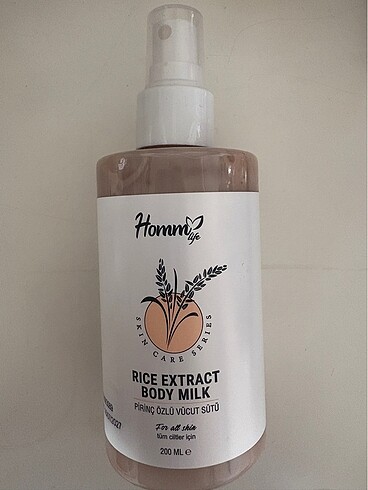 Homm life
SKIN CARE SERIES
RICE EXTRACT
BODY MILK
PİRİNÇ ÖZLÜ VÜCUT SÜTÜ
For all skin
tüm ciltler için
200 ML e